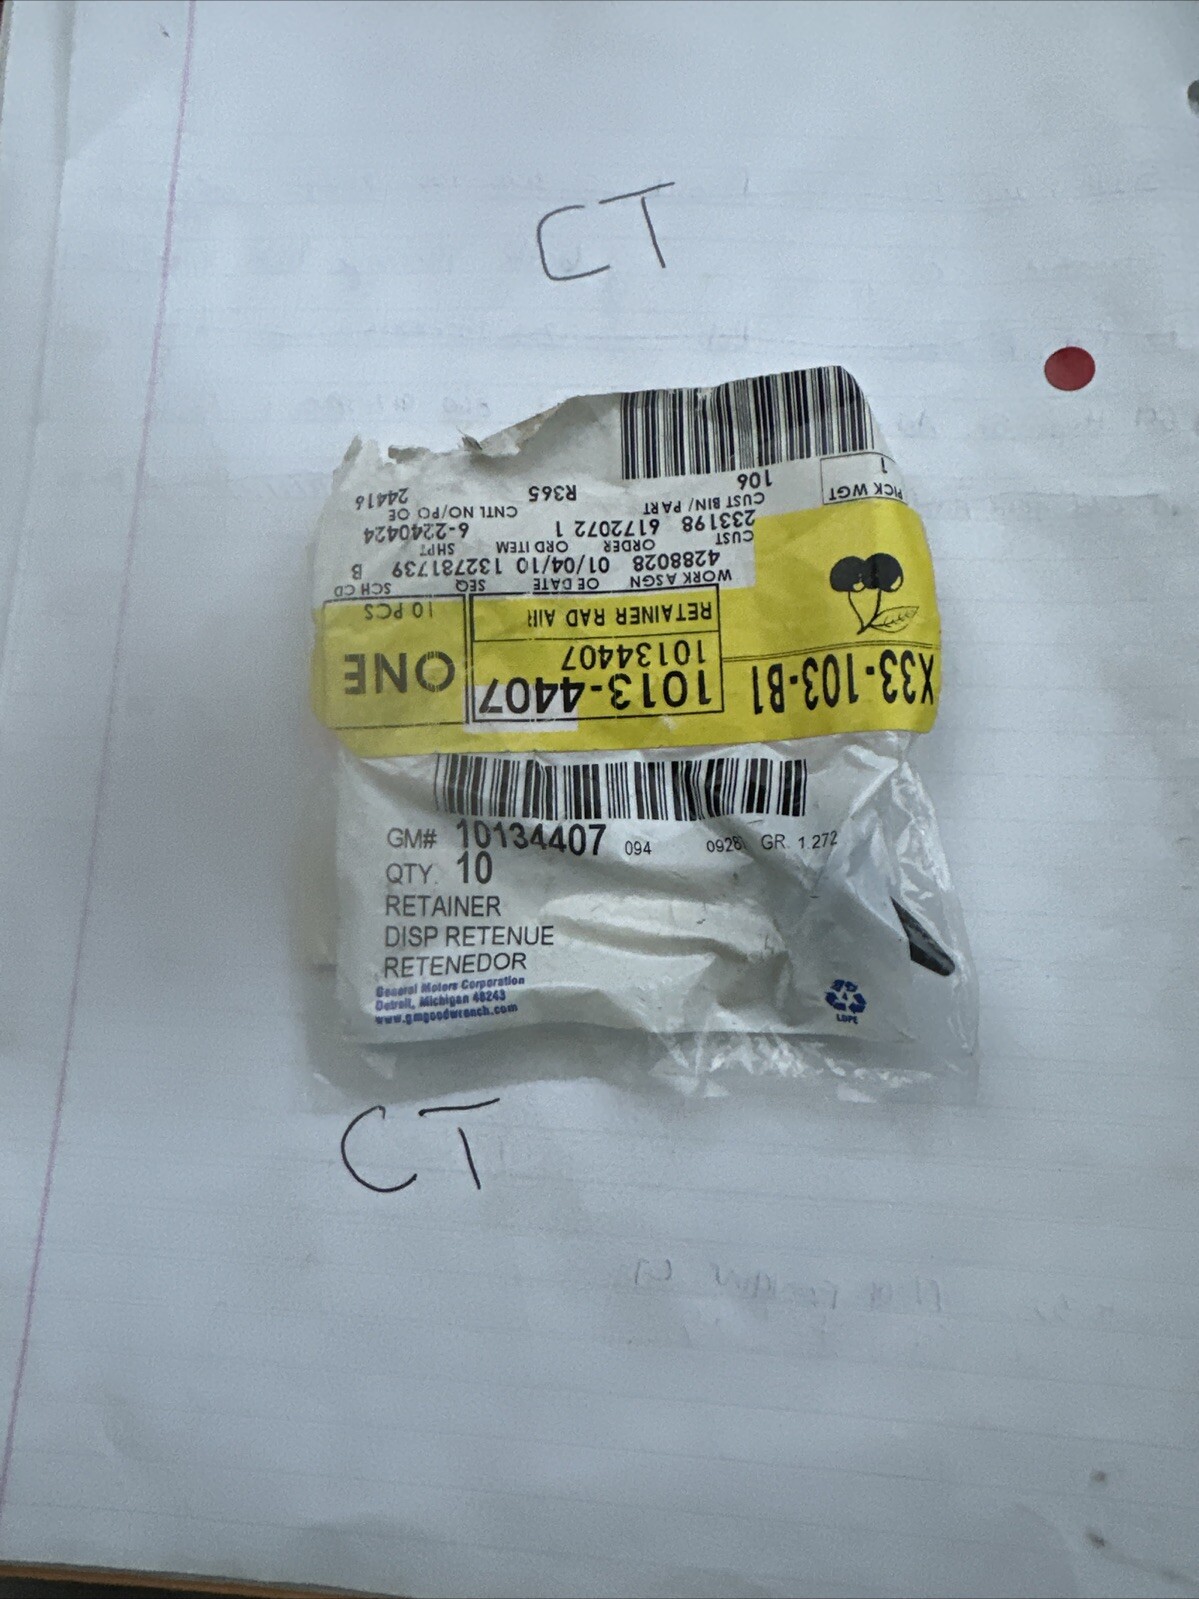 CT
PICK WGT
1
CUST BIN/PART
106
CNTL NO/PO OE
R365
24416
CUST ORDER ORD ITEM SHPT
233198 6172072 1 6-2240424
WORK ASGN OE DATE SEQ SCH CD
4288028 01/04/10 132781739 B
RETAINER RAD AIR
10 PCS
10134407
1013-4407
ONE
X33-103-B1
GM# 10134407 094 GR. 1.272
QTY. 10
RETAINER
DISP RETENUE
RETENEDOR
General Motors Corporation
Detroit, Michigan 48243
www.gmgoodwrench.com
4
LDPE
CT